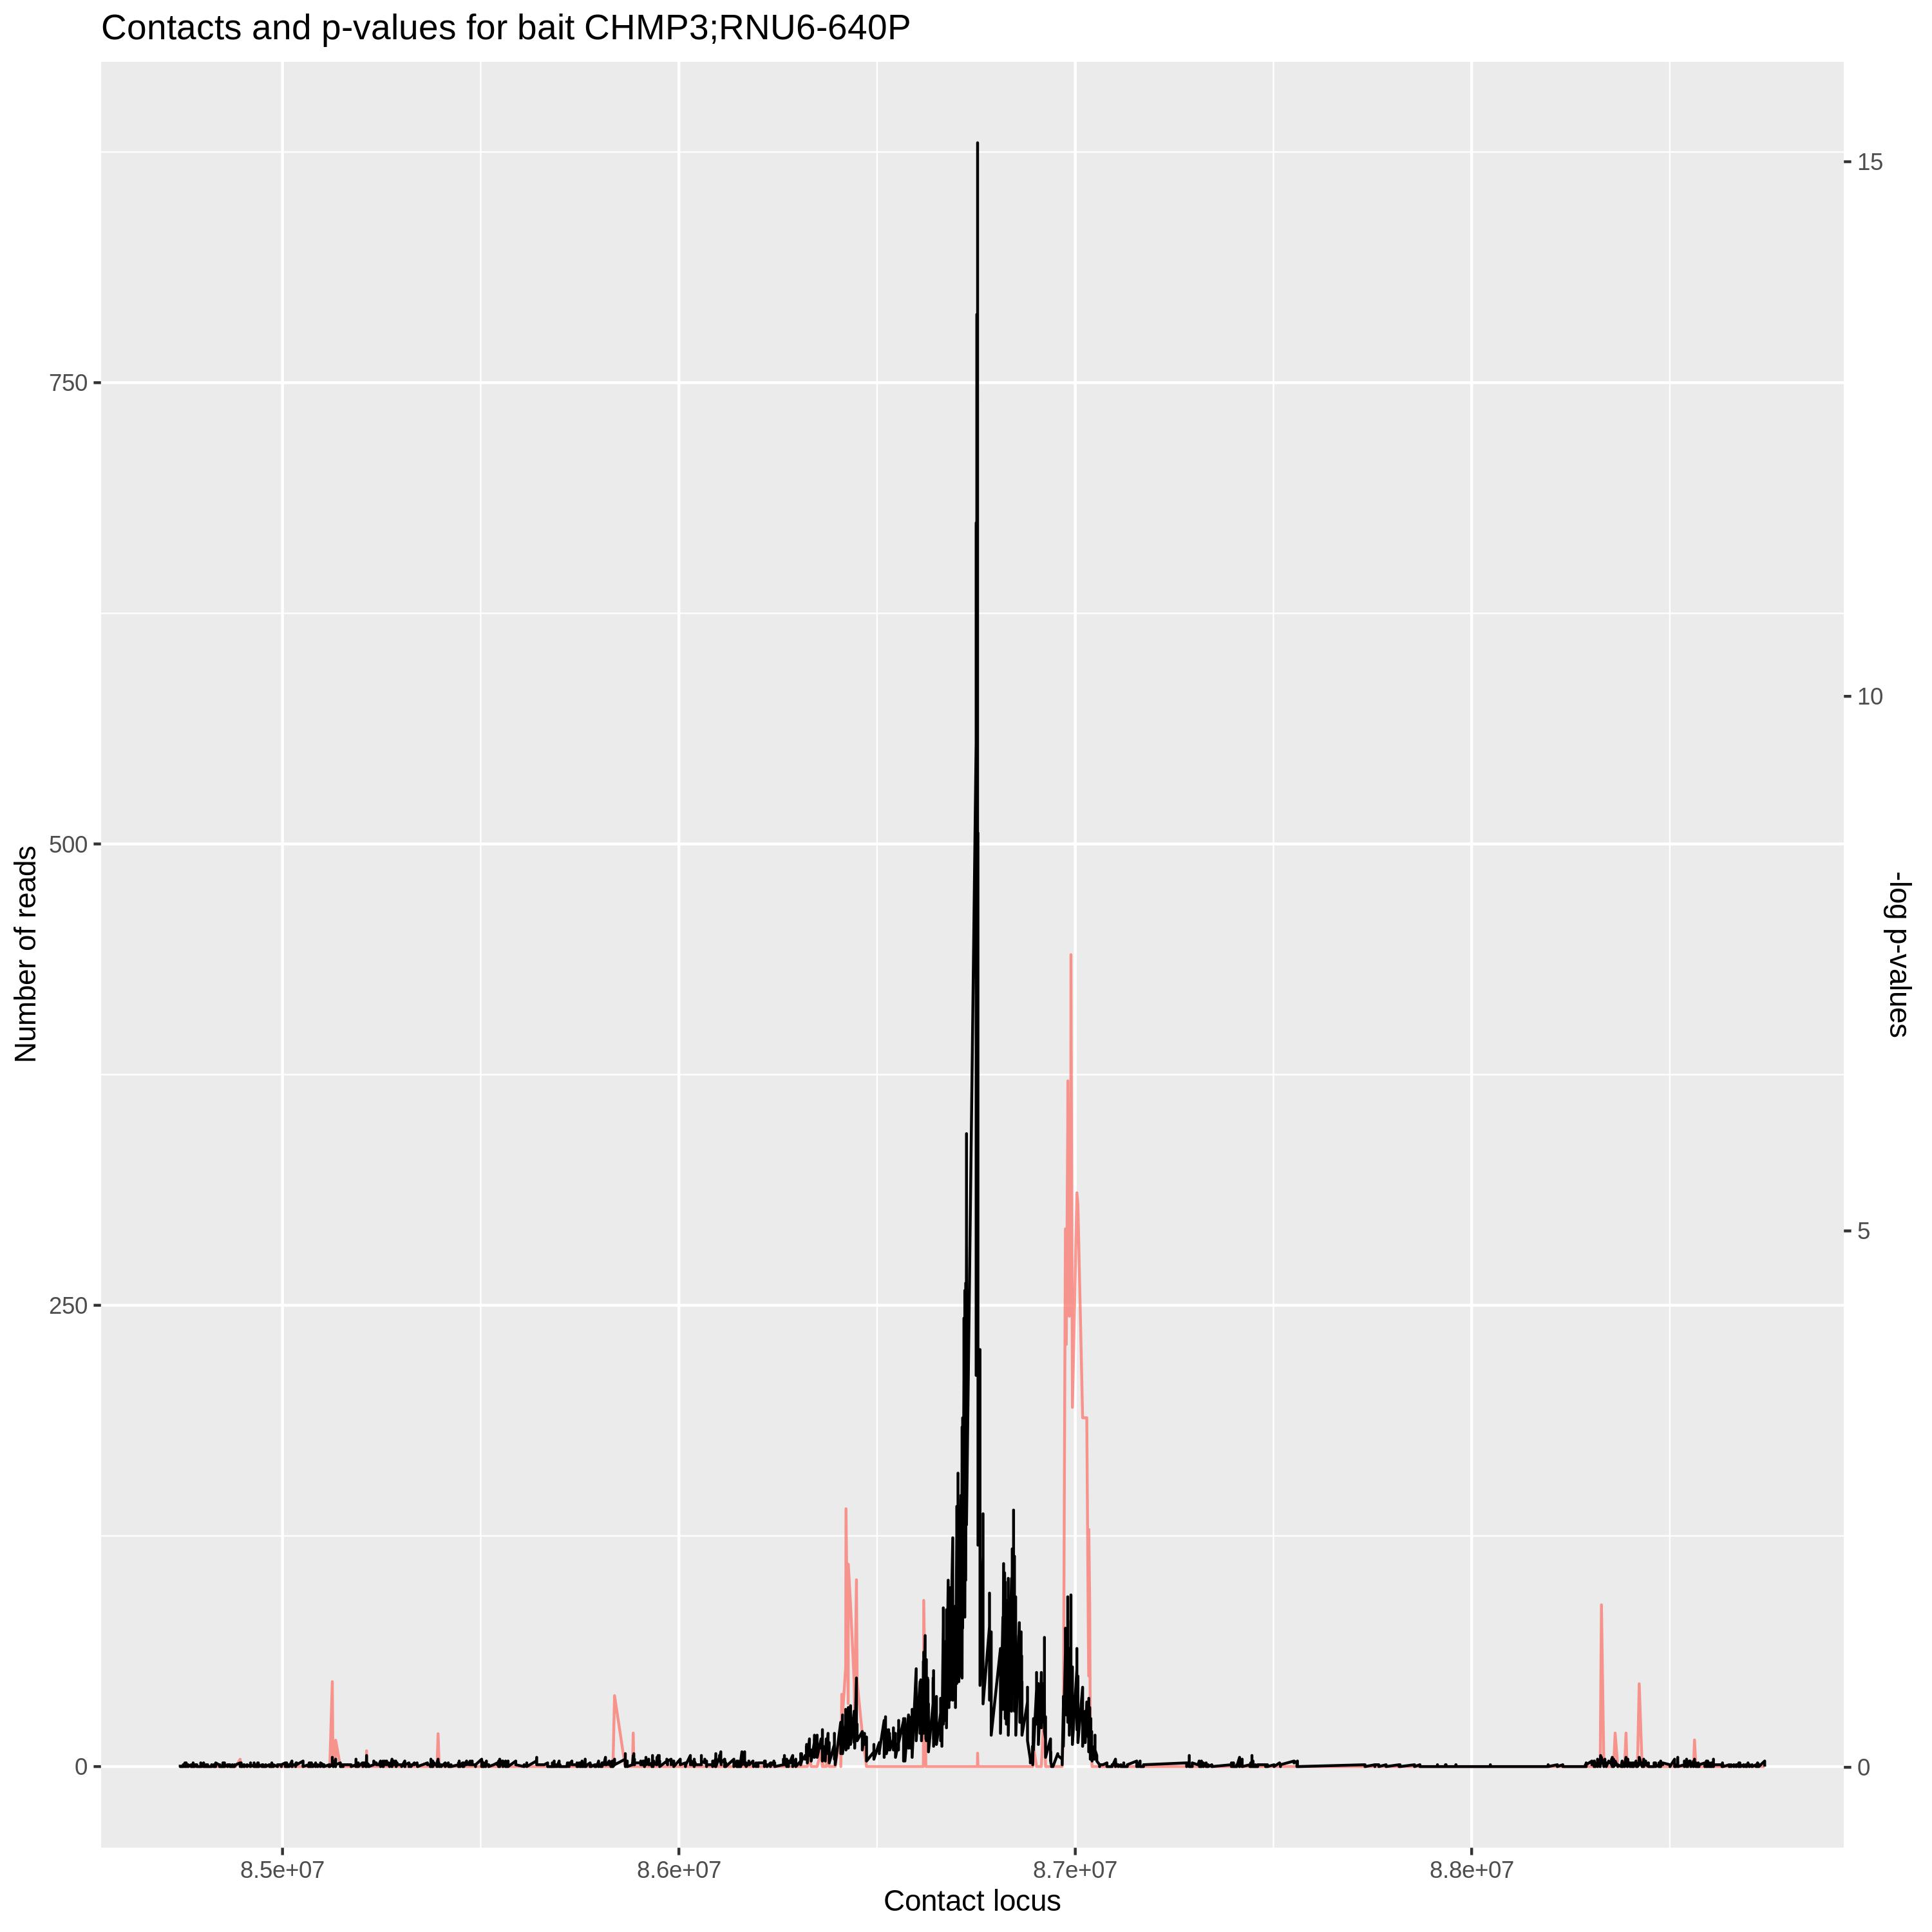 Contacts and p-values for bait CHMP3;RNU6-640P
Number of reads
750
500
250
0
15
10
5
0
-log p-values
8.5e+07
8.6e+07
8.7e+07
8.8e+07
Contact locus